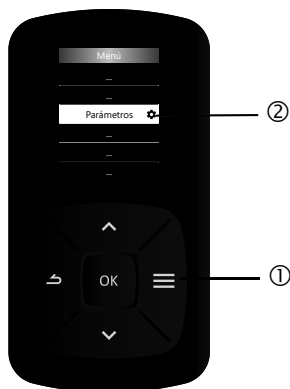 Menú
–
–
Parámetros
②
–
–
–
OK
①